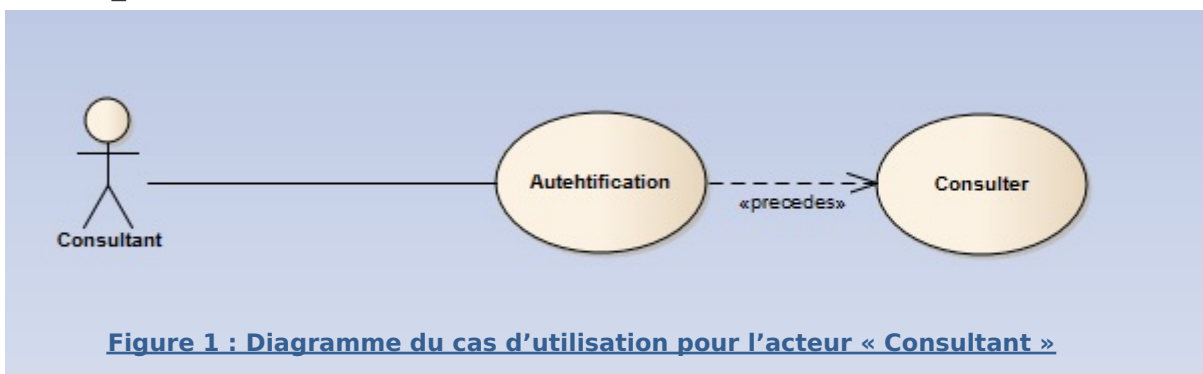 Autehtification
Consulter
«precedes»
Consultant
Figure 1 : Diagramme du cas d’utilisation pour l’acteur « Consultant »